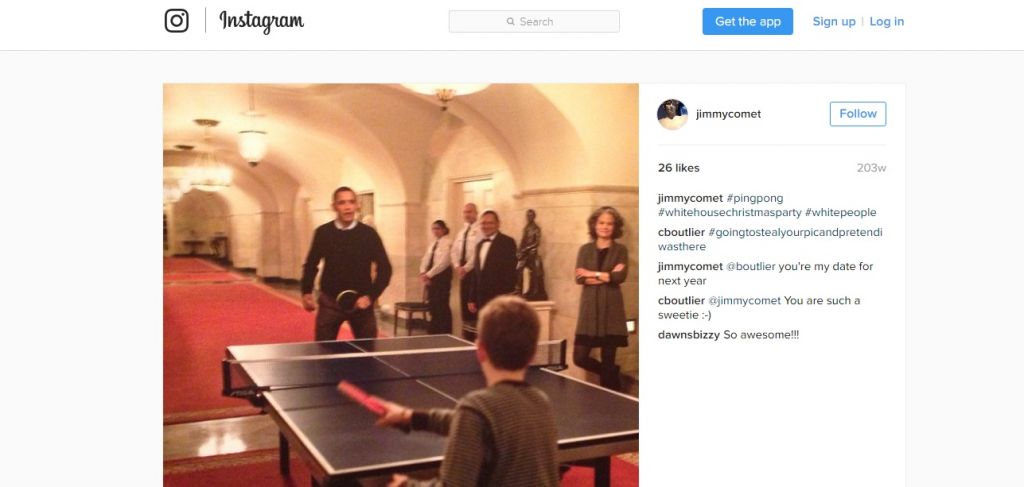 Instagram
Search
Get the app
Sign up | Log in
jimmycomet
Follow
26 likes
203w
jimmycomet #pingpong
#whitehousechristmasparty #whitepeople
cboutlier #goingtostealyourpicandpretendi
wasthere
jimmycomet @boutlier you're my date for
next year
cboutlier @jimmycomet You are such a
sweetie :-)
dawnsbizzy So awesome!!!
STIGA